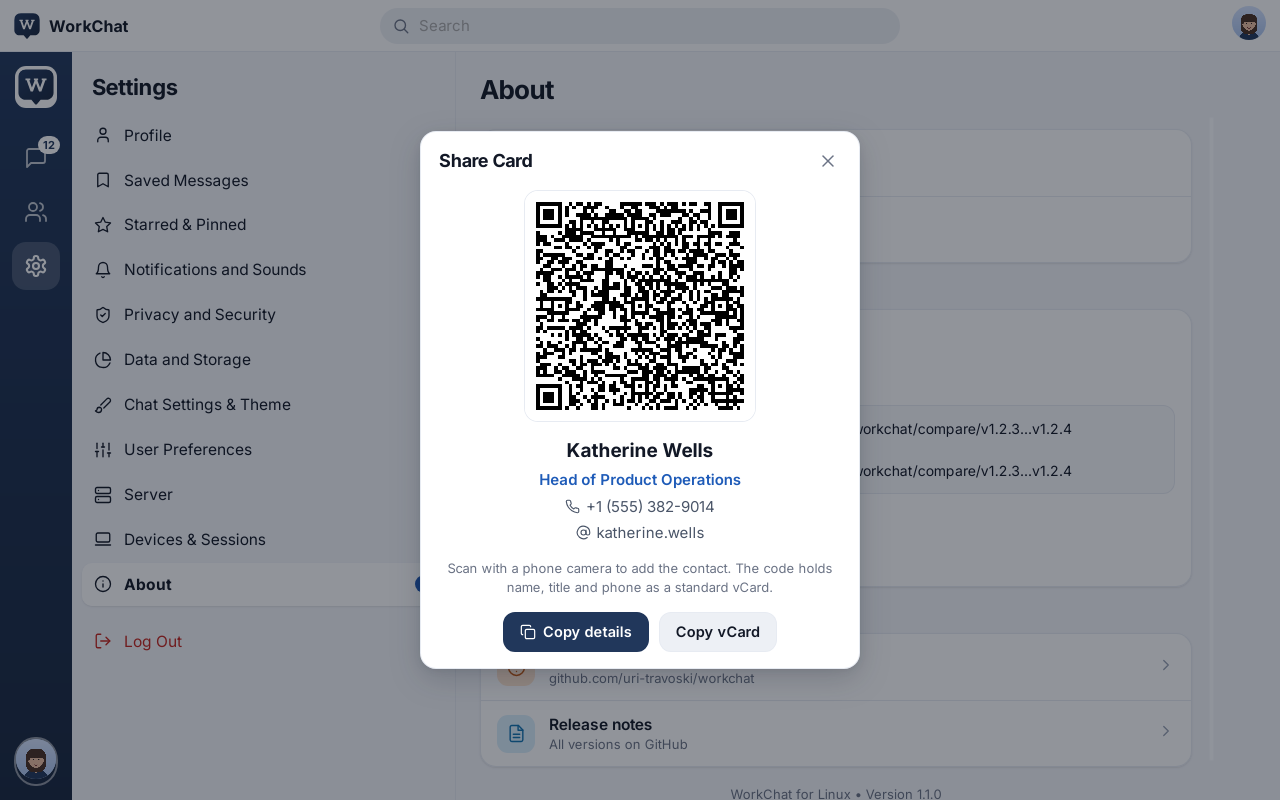 WorkChat
Search
W
12
Settings
Profile
Saved Messages
Starred & Pinned
Notifications and Sounds
Privacy and Security
Data and Storage
Chat Settings & Theme
User Preferences
Server
Devices & Sessions
About
Log Out
About
Share Card
Katherine Wells
Head of Product Operations
+1 (555) 382-9014
katherine.wells
Scan with a phone camera to add the contact. The code holds
name, title and phone as a standard vCard.
Copy details
Copy vCard
workchat/compare/v1.2.3...v1.2.4
workchat/compare/v1.2.3...v1.2.4
github.com/uri-travoski/workchat
Release notes
All versions on GitHub
WorkChat for Linux • Version 1.1.0